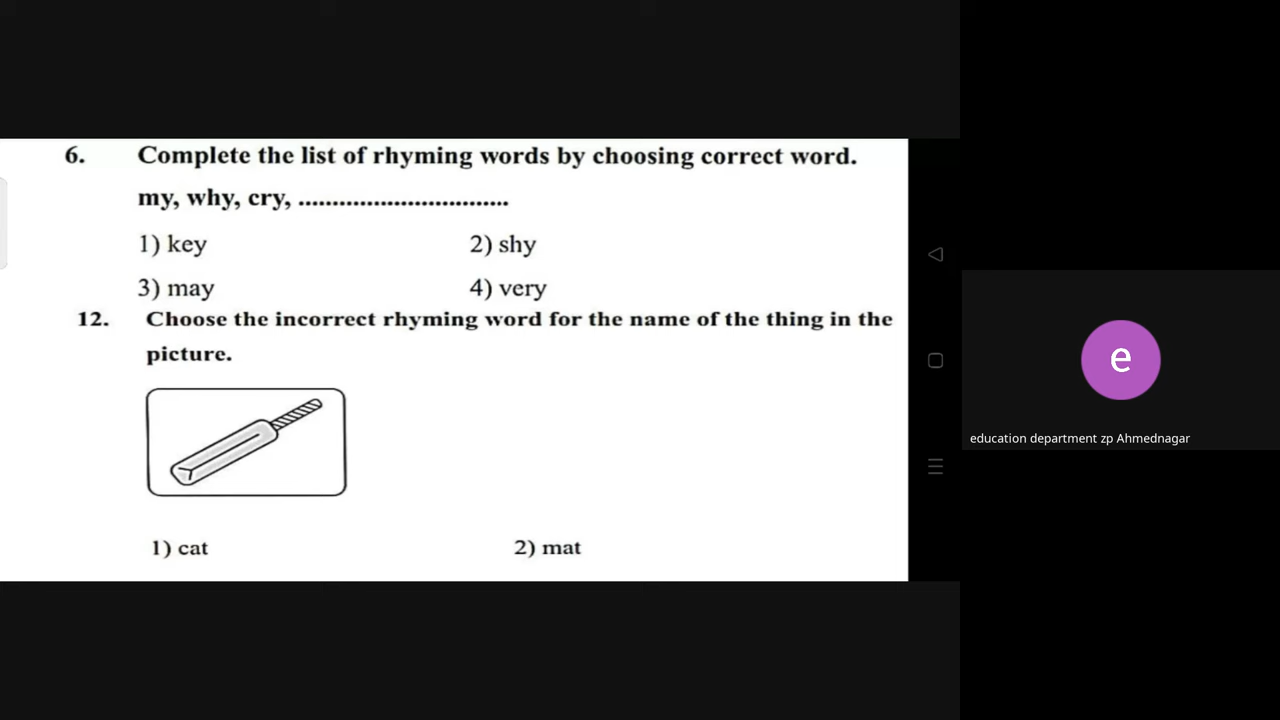 6. Complete the list of rhyming words by choosing correct word.
my, why, cry, ...............................
1) key 2) shy
3) may 4) very
12. Choose the incorrect rhyming word for the name of the thing in the
picture.
1) cat 2) mat
e
education department zp Ahmednagar